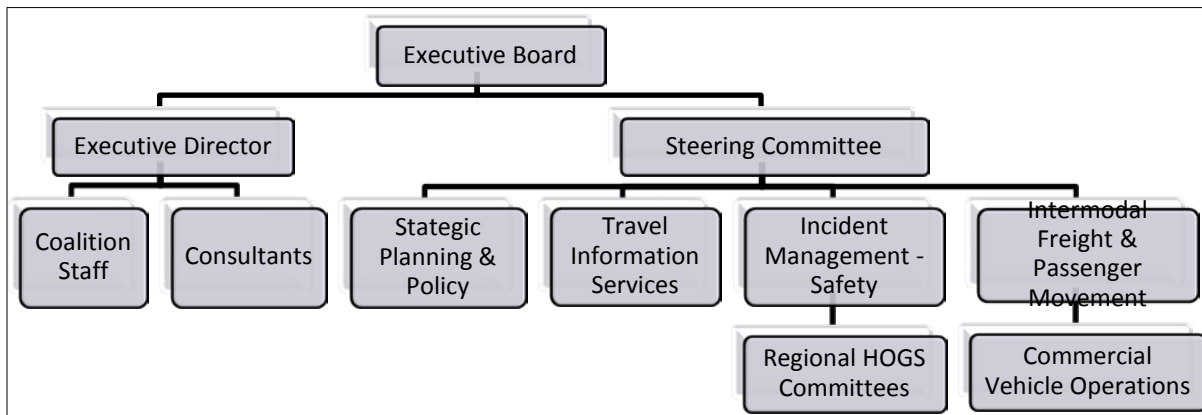 Executive Board
Executive Director
Steering Committee
Coalition
Staff
Consultants
Stategic
Planning &
Policy
Travel
Information
Services
Incident
Management -
Safety
Intermodal
Freight &
Passenger
Movement
Regional HOGS
Committees
Commercial
Vehicle Operations